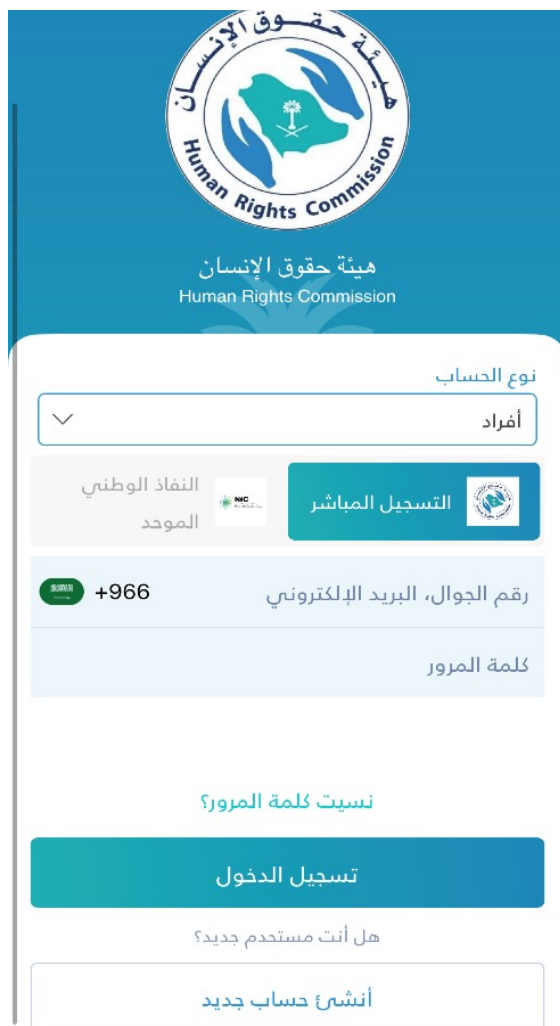 هيئة حقوق الإنسان
Human Rights Commission
هيئة حقوق الإنسان
Human Rights Commission
نوع الحساب
أفراد
التسجيل المباشر
النفاذ الوطني
الموحد
رقم الجوال، البريد الإلكتروني +966
كلمة المرور
نسيت كلمة المرور؟
تسجيل الدخول
هل أنت مستخدم جديد؟
أنشئ حساب جديد